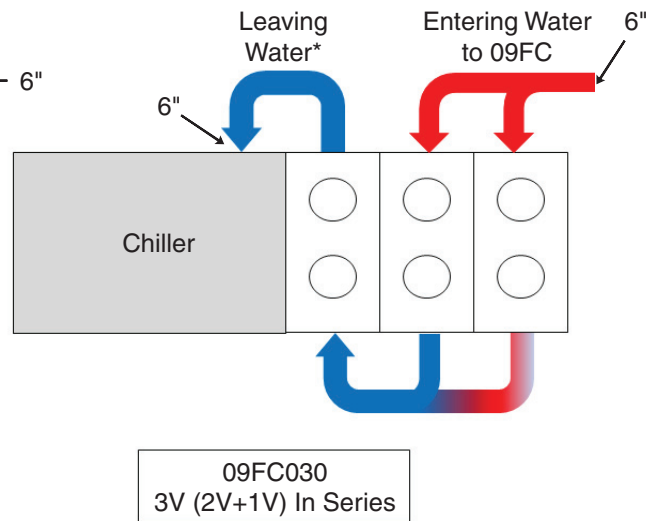 Leaving
Water*
Entering Water
to 09FC
6"
6"
6"
Chiller
09FC030
3V (2V+1V) In Series